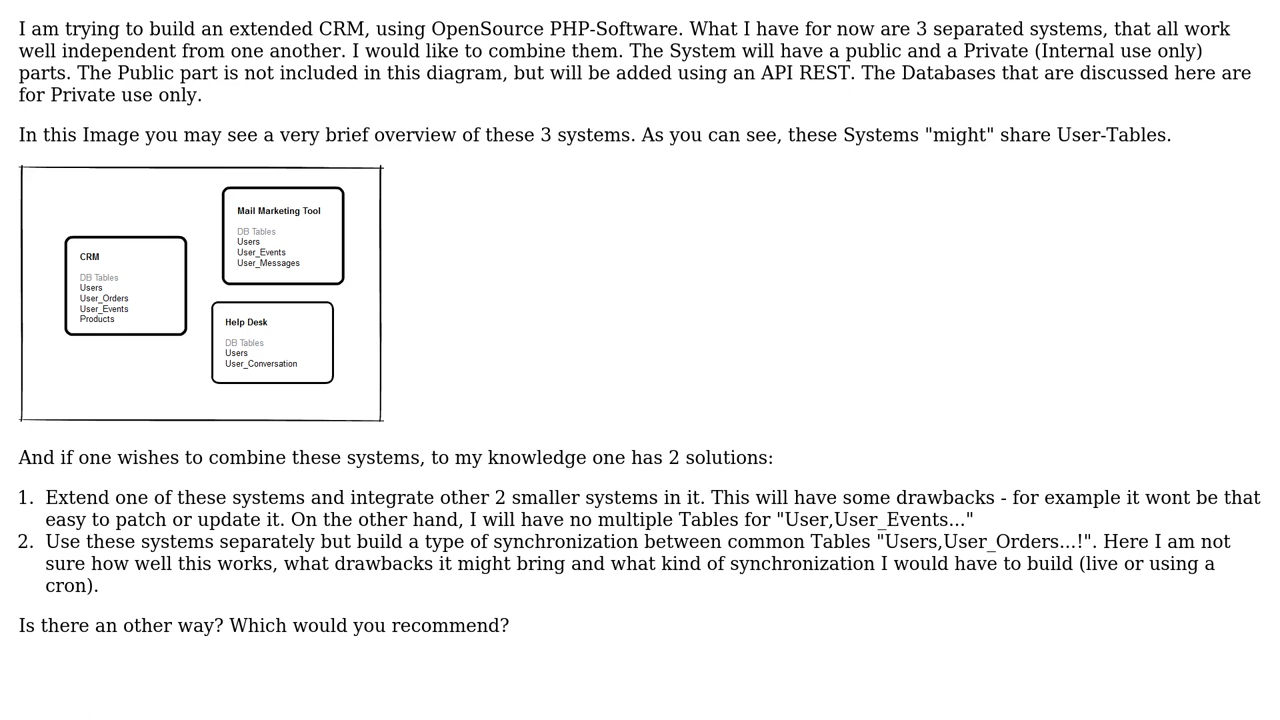 I am trying to build an extended CRM, using OpenSource PHP-Software. What I have for now are 3 separated systems, that all work
well independent from one another. I would like to combine them. The System will have a public and a Private (Internal use only)
parts. The Public part is not included in this diagram, but will be added using an API REST. The Databases that are discussed here are
for Private use only.
In this Image you may see a very brief overview of these 3 systems. As you can see, these Systems "might" share User-Tables.
Mail Marketing Tool
DB Tables
Users
User_Events
User_Messages
CRM
DB Tables
Users
User_Orders
User_Events
Products
Help Desk
DB Tables
Users
User_Conversation
And if one wishes to combine these systems, to my knowledge one has 2 solutions:
1. Extend one of these systems and integrate other 2 smaller systems in it. This will have some drawbacks - for example it wont be that
easy to patch or update it. On the other hand, I will have no multiple Tables for "User,User_Events..."
2. Use these systems separately but build a type of synchronization between common Tables "Users,User_Orders...!". Here I am not
sure how well this works, what drawbacks it might bring and what kind of synchronization I would have to build (live or using a
cron).
Is there an other way? Which would you recommend?